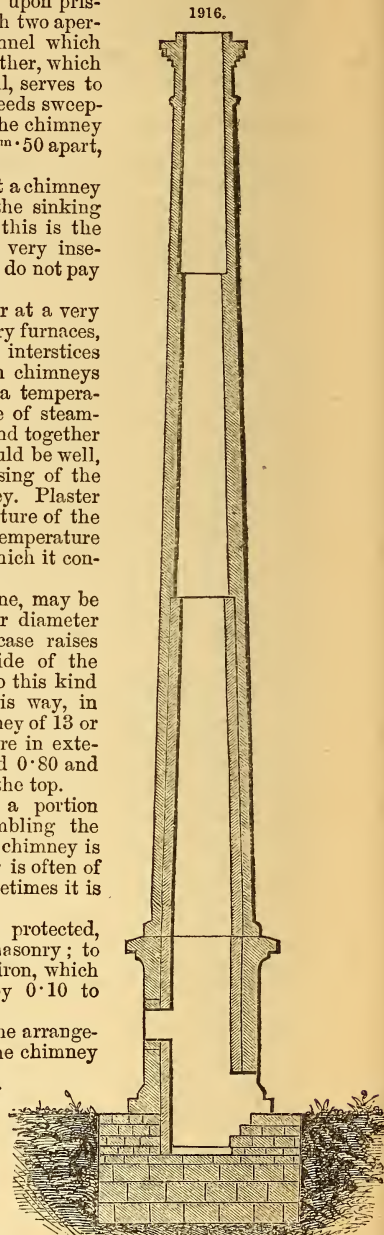 upon pris-
h two aper-
nnel which
ther, which
l, serves to
eeds sweep-
he chimney
m·50 apart,
t a chimney
the sinking
this is the
very inse-
do not pay
r at a very
ry furnaces,
interstices
n chimneys
a tempera-
e of steam-
nd together
uld be well,
sing of the
ey. Plaster
ture of the
emperature
hich it con-
ne, may be
r diameter
case raises
ide of the
o this kind
is way, in
ney of 13 or
re in exte-
d 0·80 and
the top.
a portion
mbling the
chimney is
is often of
etimes it is
protected,
asonry; to
iron, which
y 0·10 to
he arrange-
he chimney
1916.